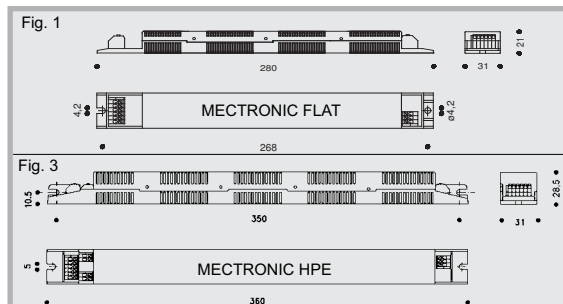 Fig. 1
21
280
31
4,2
MECTRONIC FLAT
ø4,2
268
Fig. 3
10.5
28.5
350
31
5
MECTRONIC HPE
360